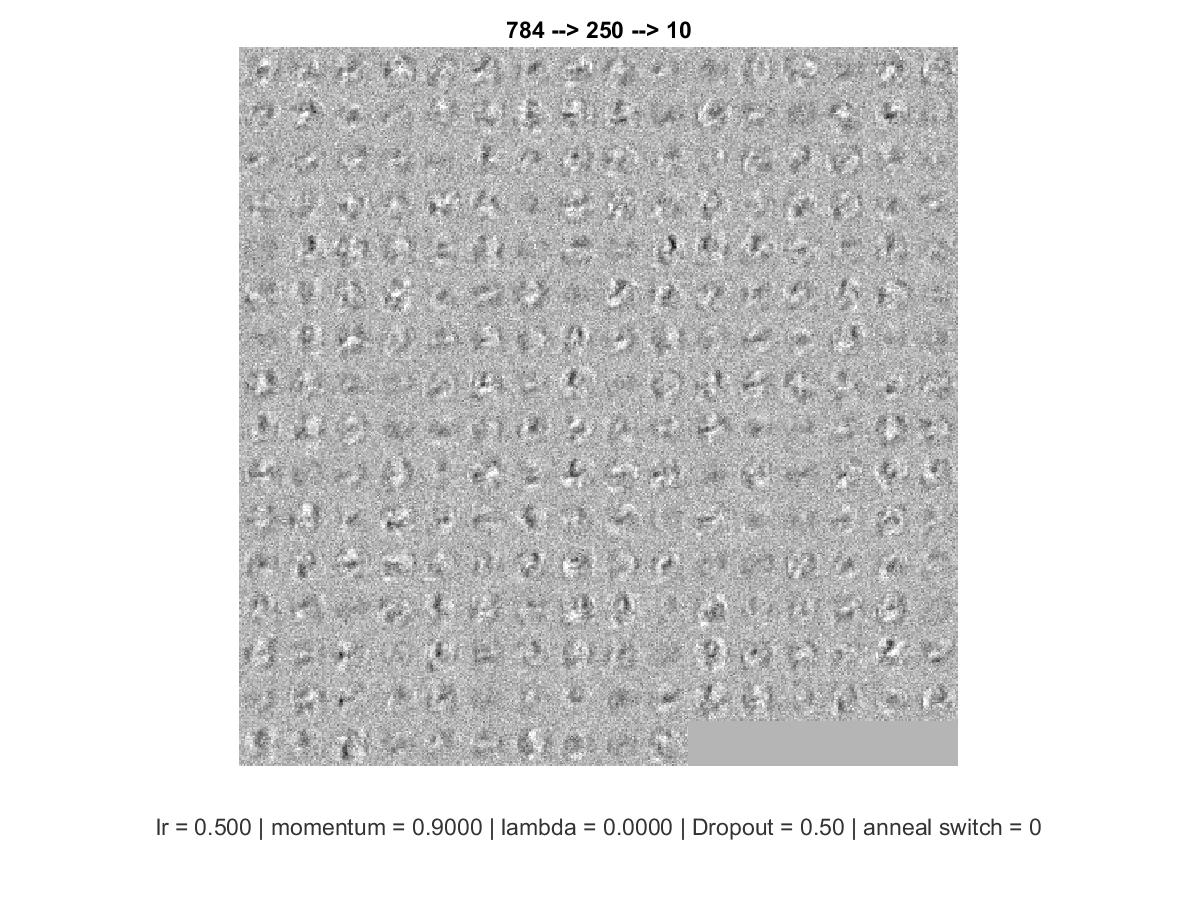 784 --> 250 --> 10
lr = 0.500 | momentum = 0.9000 | lambda = 0.0000 | Dropout = 0.50 | anneal switch = 0